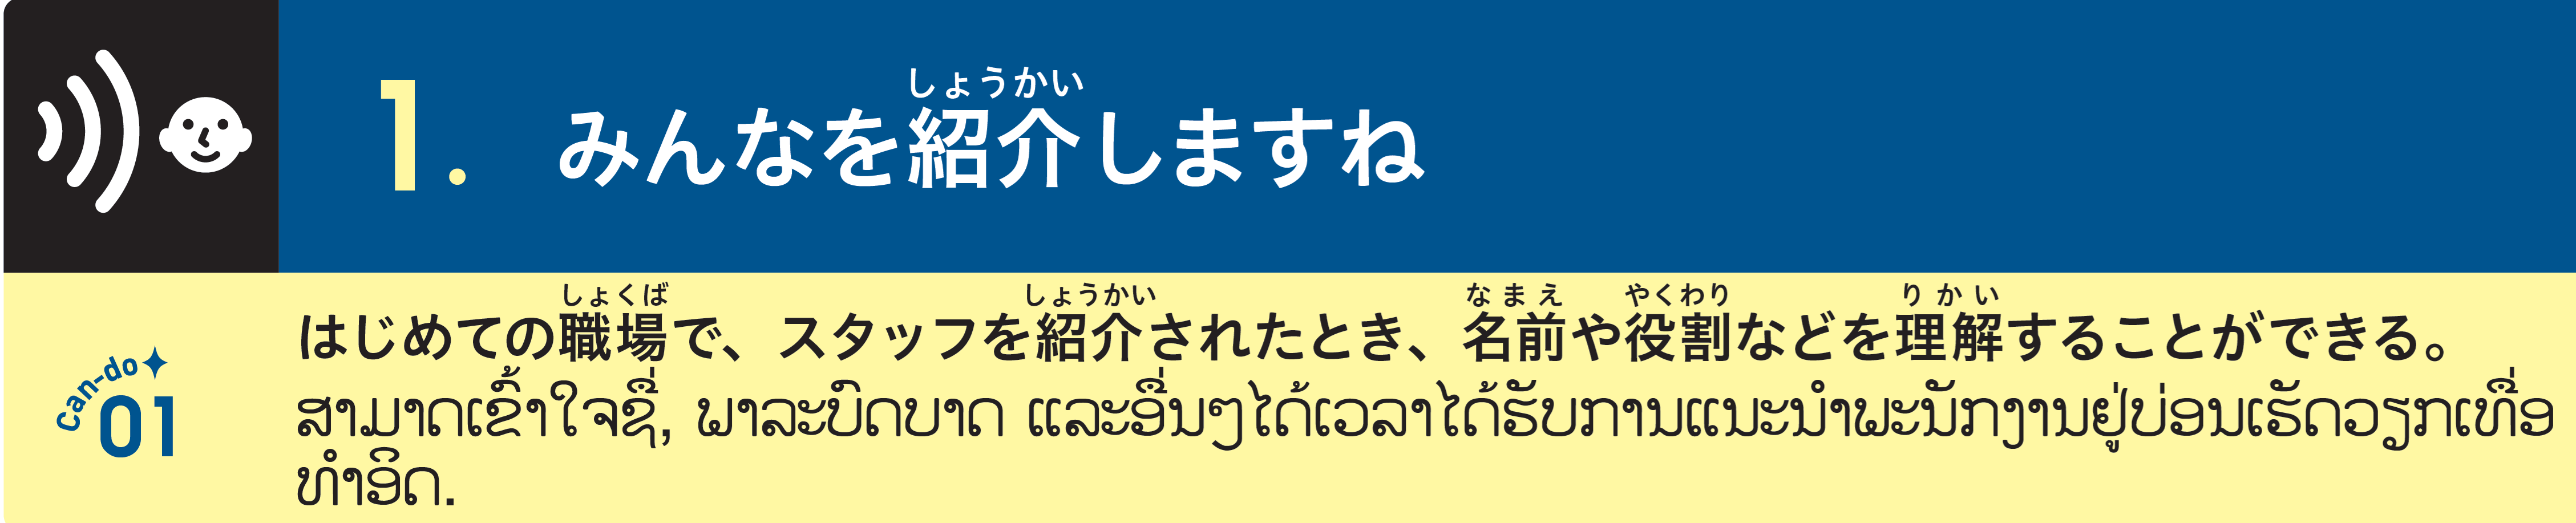 しょうかい
1. みんなを紹介しますね
しょくば しょうかい なまえ やくわり りかい
はじめての職場で、スタッフを紹介されたとき、名前や役割などを理解することができる。
Can-do
01
ສາມາດເຂົ້າໃຈຊື່, ພາລະບົດບາດ ແລະອື່ນໆໄດ້ເວລາໄດ້ຮັບການແນະນຳພະນັກງານຢູ່ບ່ອນເຮັດວຽກເທື່ອ
ທຳອິດ.